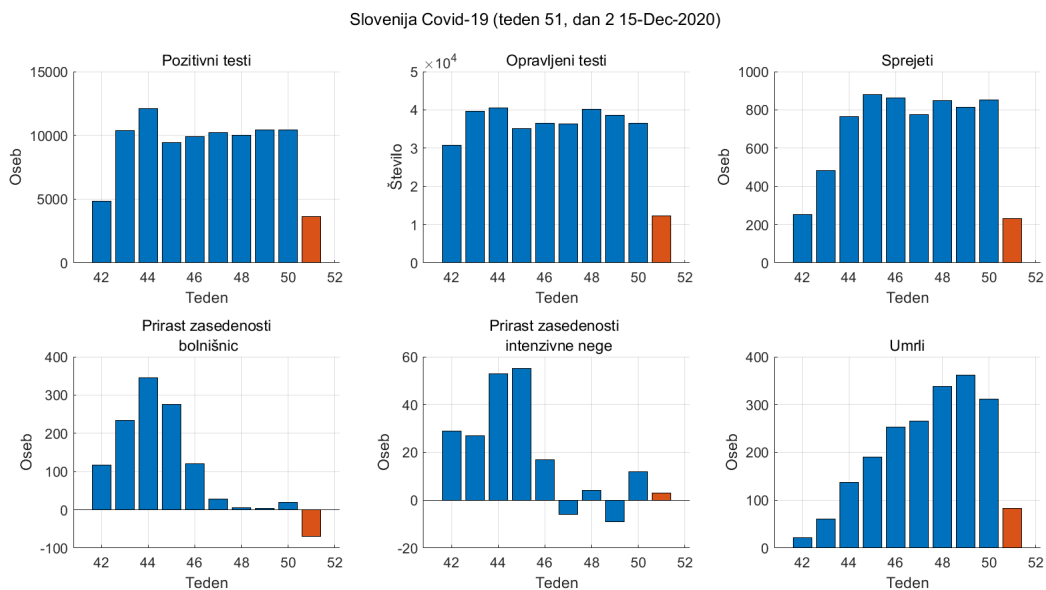 Slovenija Covid-19 (teden 51, dan 2 15-Dec-2020)
Pozitivni testi
15000
10000
5000
0
Oseb
42 44 46 48 50 52
Teden
Opravljeni testi
×10⁴
5
4
3
2
1
0
Število
42 44 46 48 50 52
Teden
Sprejeti
1000
800
600
400
200
0
Oseb
42 44 46 48 50 52
Teden
Prirast zasedenosti
bolnišnic
400
300
200
100
0
-100
Oseb
42 44 46 48 50 52
Teden
Prirast zasedenosti
intenzivne nege
60
40
20
0
-20
Oseb
42 44 46 48 50 52
Teden
Umrli
400
300
200
100
0
Oseb
42 44 46 48 50 52
Teden